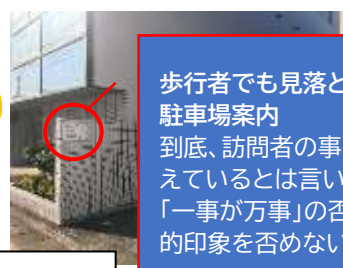 歩行者でも見落と
駐車場案内
到底、訪問者の事
えているとは言い
「一事が万事」の否
的印象を否めない